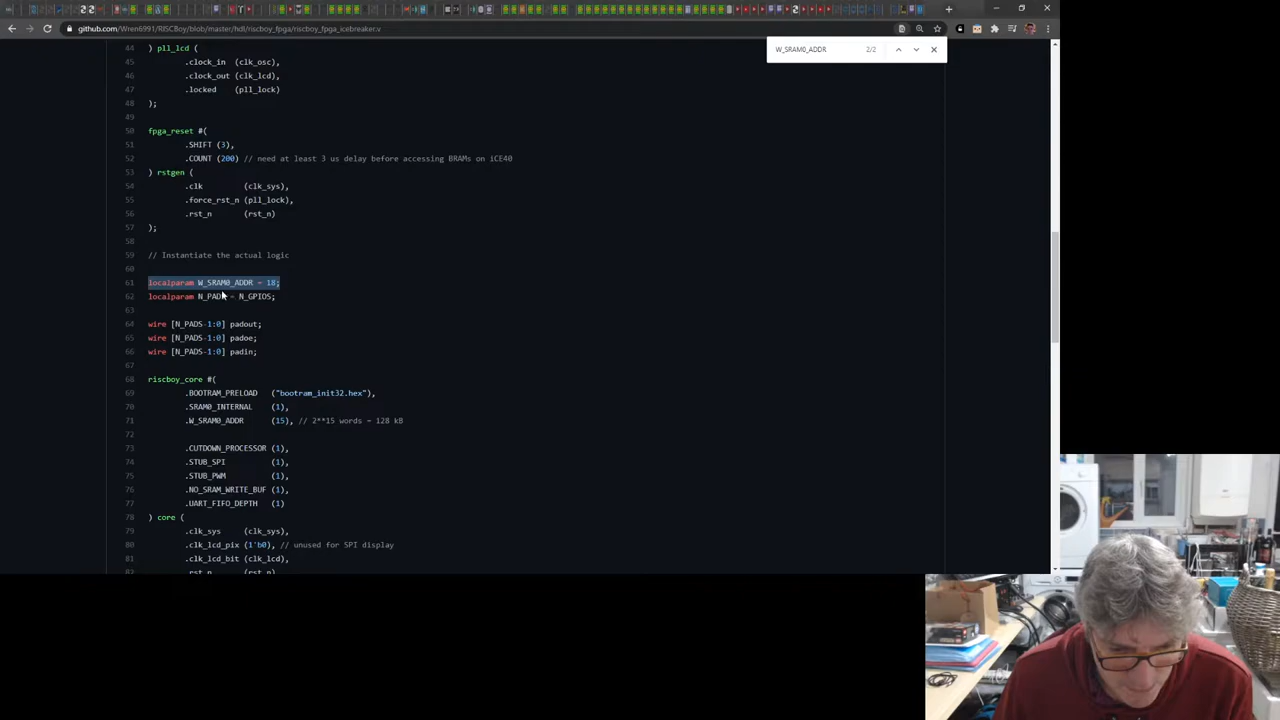 github.com/Wren6991/RISCBoy/blob/master/hdl/riscboy_fpga/riscboy_fpga_icebreaker.v
W_SRAM0_ADDR 2/2
44 ) pll_lcd (
45 .clock_in (clk_osc),
46 .clock_out (clk_lcd),
47 .locked (pll_lock)
48 );
49
50 fpga_reset #(
51 .SHIFT (3),
52 .COUNT (200) // need at least 3 us delay before accessing BRAMs on iCE40
53 ) rstgen (
54 .clk (clk_sys),
55 .force_rst_n (pll_lock),
56 .rst_n (rst_n)
57 );
58
59 // Instantiate the actual logic
60
61 localparam W_SRAM0_ADDR = 18;
62 localparam N_PADS = N_GPIOS;
63
64 wire [N_PADS-1:0] padout;
65 wire [N_PADS-1:0] padoe;
66 wire [N_PADS-1:0] padin;
67
68 riscboy_core #(
69 .BOOTRAM_PRELOAD ("bootram_init32.hex"),
70 .SRAM0_INTERNAL (1),
71 .W_SRAM0_ADDR (15), // 2**15 words = 128 kB
72
73 .CUTDOWN_PROCESSOR (1),
74 .STUB_SPI (1),
75 .STUB_PWM (1),
76 .NO_SRAM_WRITE_BUF (1),
77 .UART_FIFO_DEPTH (1)
78 ) core (
79 .clk_sys (clk_sys),
80 .clk_lcd_pix (1'b0), // unused for SPI display
81 .clk_lcd_bit (clk_lcd),
82 .rst_n (rst_n),